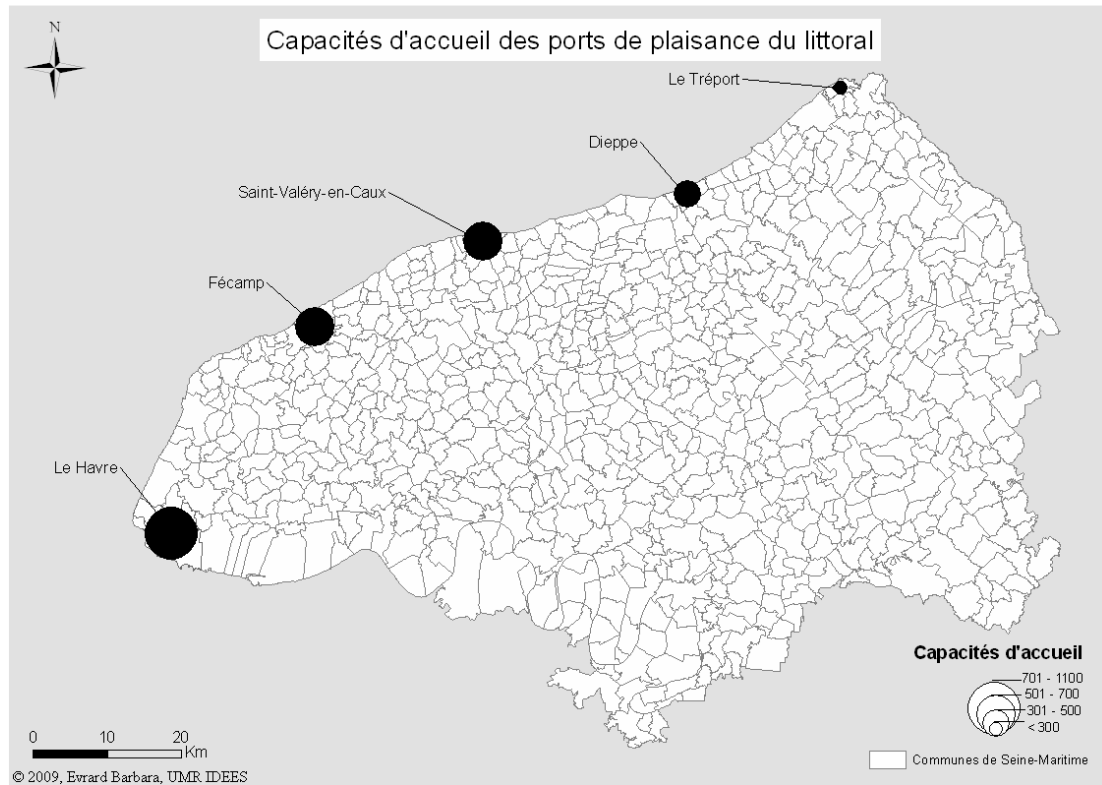 N
Capacités d'accueil des ports de plaisance du littoral
Le Tréport
Dieppe
Saint-Valéry-en-Caux
Fécamp
Le Havre
Capacités d'accueil
701 - 1100
501 - 700
301 - 500
< 300
0 10 20
Km
Communes de Seine-Maritime
© 2009, Evrard Barbara, UMR IDEES